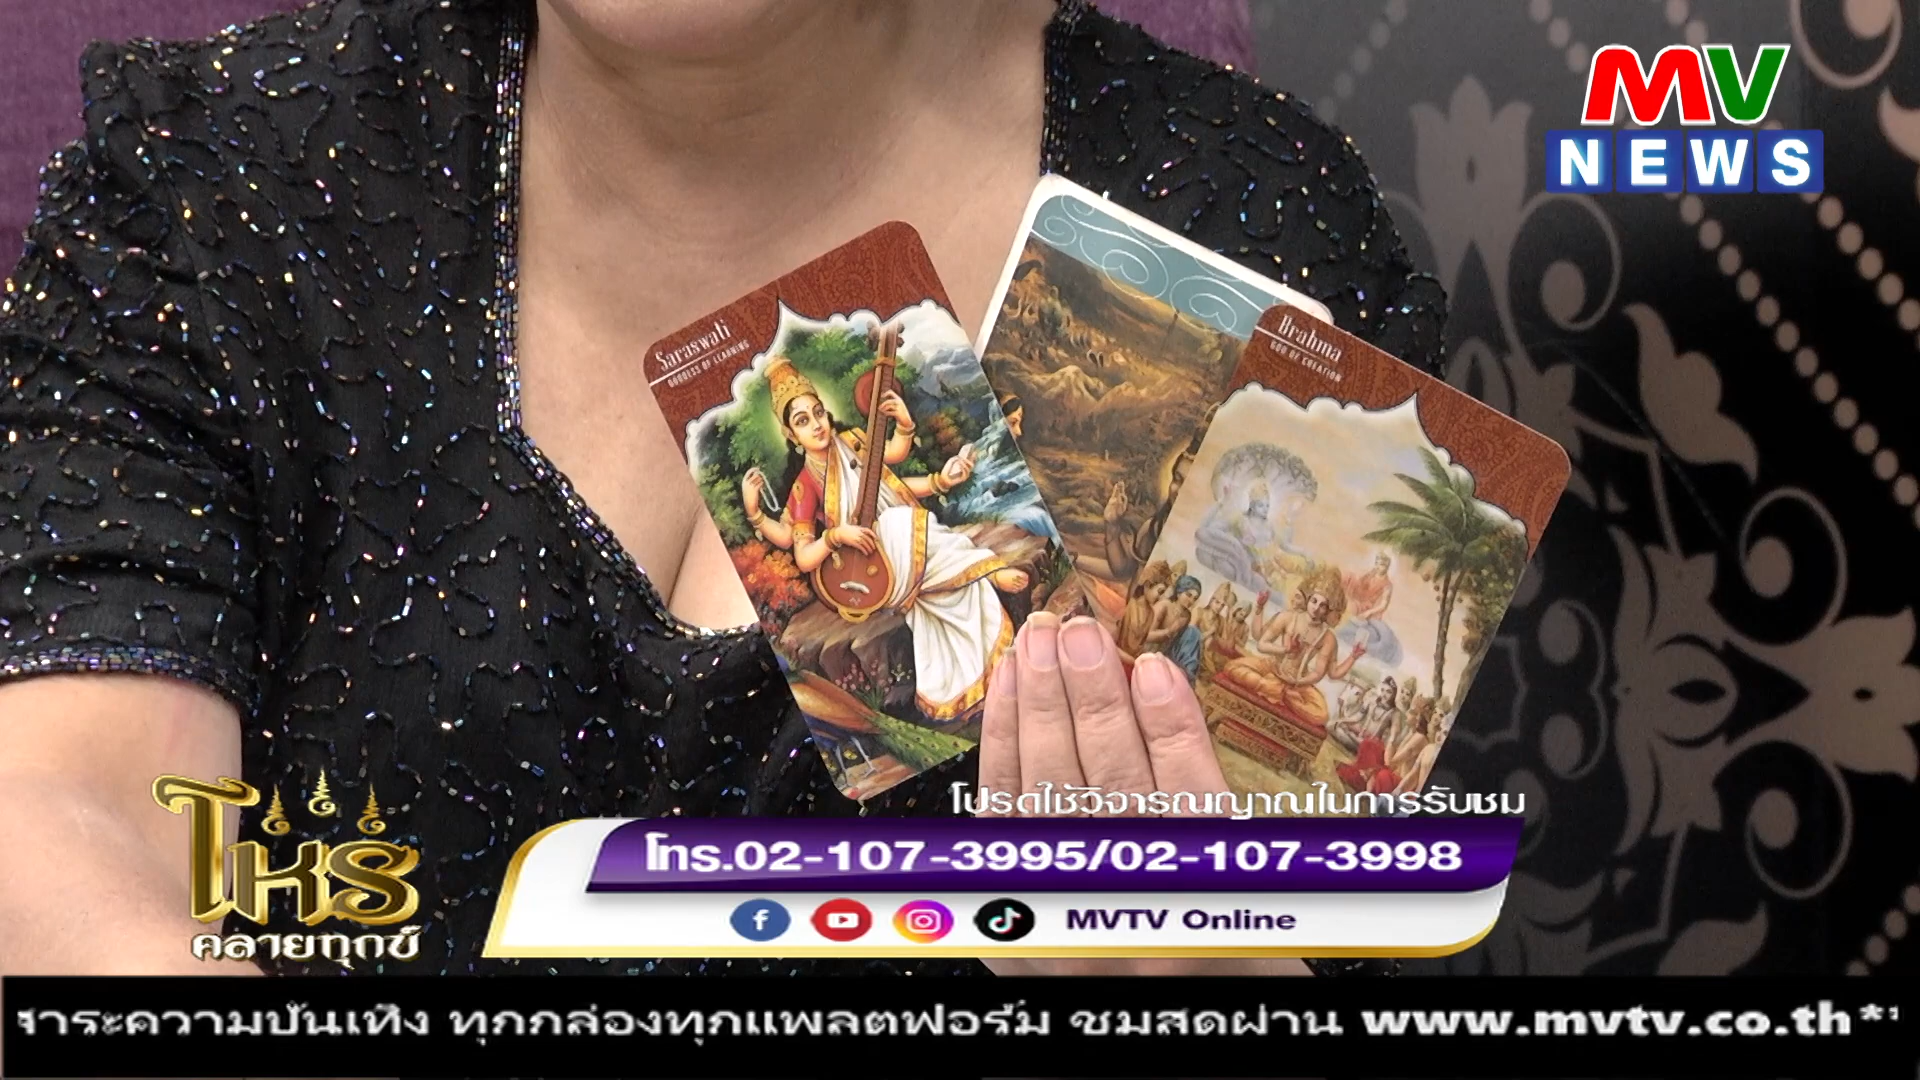 MV
NEWS
Saraswati
GODDESS OF LEARNING
Brahma
GOD OF CREATION
โปรดใช้วิจารณญาณในการรับชม
โทร.02-107-3995/02-107-3998
MVTV Online
โหร
คลายทุกข์
สาระความบันเทิง ทุกกล่องทุกแพลตฟอร์ม ชมสดผ่าน www.mvtv.co.th**